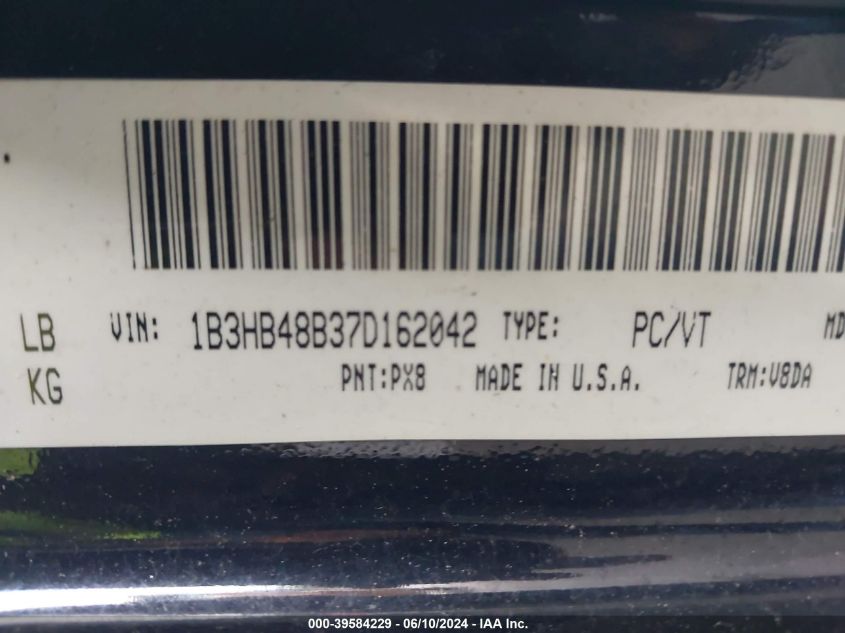 LB VIN: 1B3HB48B37D162042 TYPE: PC/VT MD
KG PNT:PX8 MADE IN U.S.A. TRM:V8DA
000-39584229 - 06/10/2024 - IAA Inc.